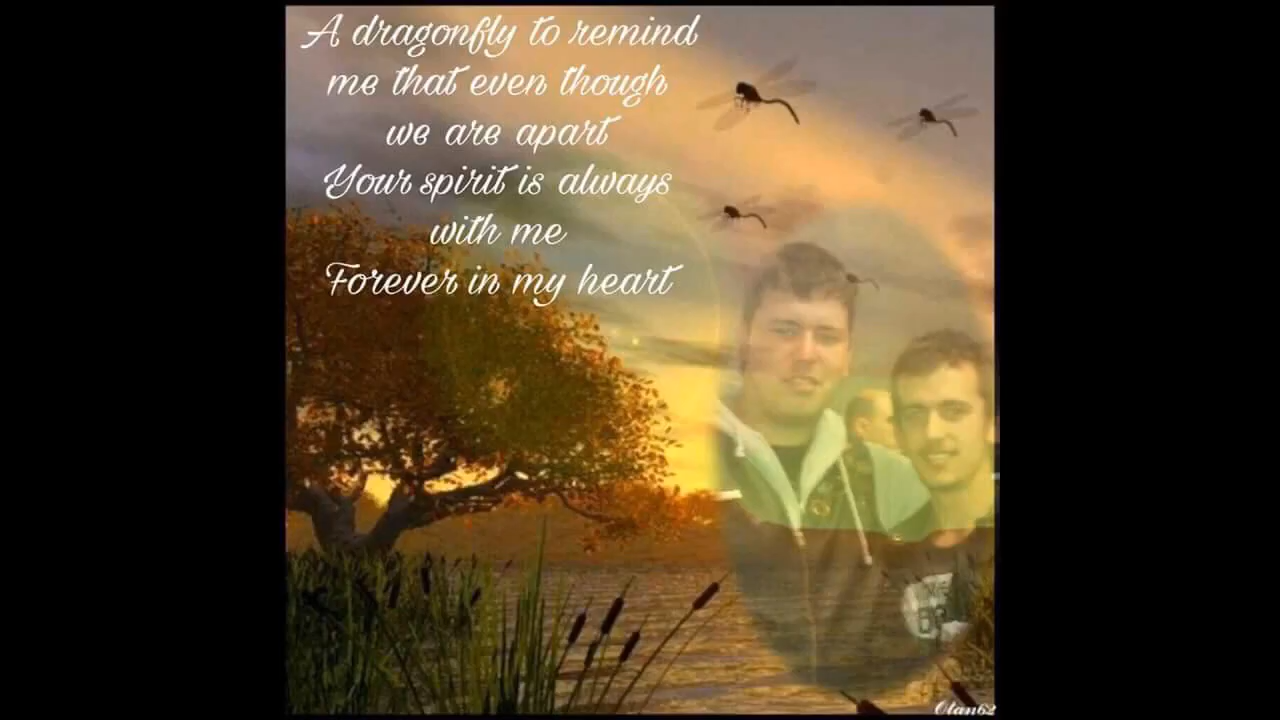 A dragonfly to remind
me that even though
we are apart
Your spirit is always
with me
Forever in my heart
Olan62